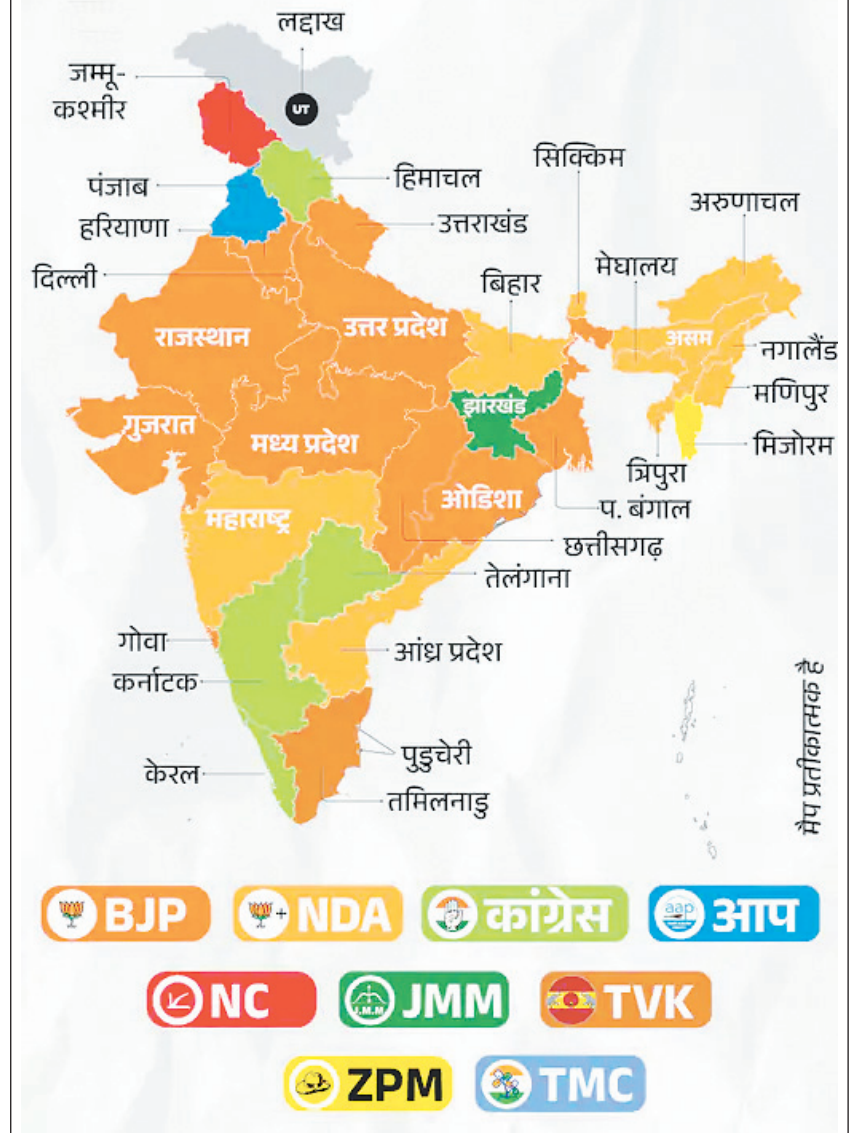 लद्दाख
जम्मू-
कश्मीर
UT
सिक्किम
पंजाब
हिमाचल
अरुणाचल
हरियाणा
उत्तराखंड
दिल्ली
बिहार
मेघालय
राजस्थान
उत्तर प्रदेश
असम
नगालैंड
मणिपुर
झारखंड
गुजरात
मध्य प्रदेश
मिजोरम
त्रिपुरा
ओडिशा
प. बंगाल
महाराष्ट्र
छत्तीसगढ़
तेलंगाना
गोवा
आंध्र प्रदेश
कर्नाटक
पुडुचेरी
केरल
तमिलनाडु
मैप प्रतीकात्मक है
BJP
+ NDA
कांग्रेस
aap आप
NC
J.M.M JMM
TVK
ZPM
TMC